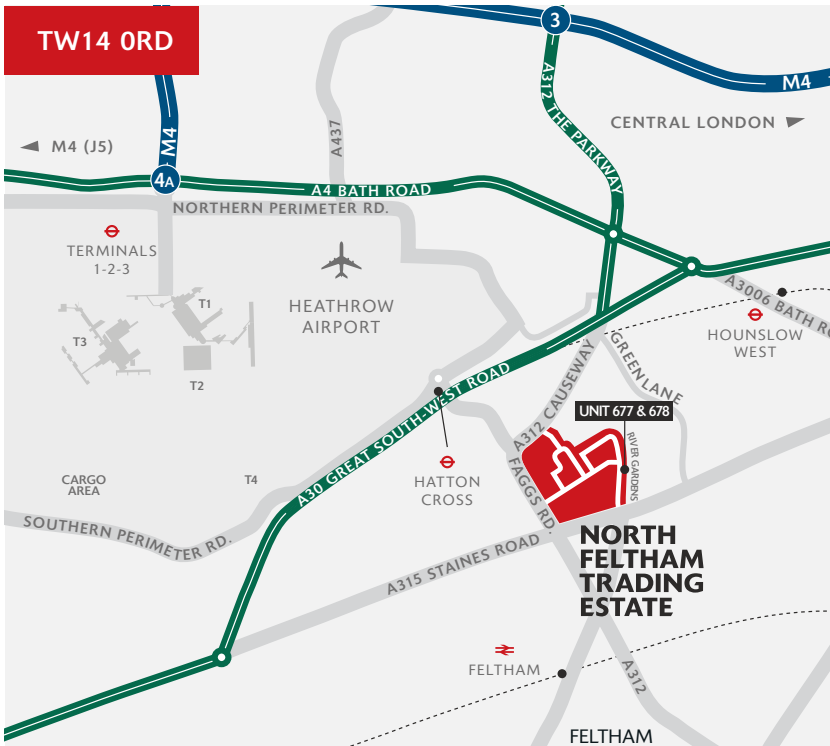 TW14 0RD
3
M4
A312 THE PARKWAY
CENTRAL LONDON
M4
A437
M4 (J5)
4A
A4 BATH ROAD
NORTHERN PERIMETER RD.
TERMINALS
1-2-3
HEATHROW
AIRPORT
T1
T3
T2
A3006 BATH RO
HOUNSLOW
WEST
GREEN LANE
A312 CAUSEWAY
A30 GREAT SOUTH-WEST ROAD
UNIT 677 & 678
RIVER GARDENS
HATTON
CROSS
FAGGS RD.
CARGO
AREA
T4
SOUTHERN PERIMETER RD.
A315 STAINES ROAD
NORTH
FELTHAM
TRADING
ESTATE
FELTHAM
A312
FELTHAM